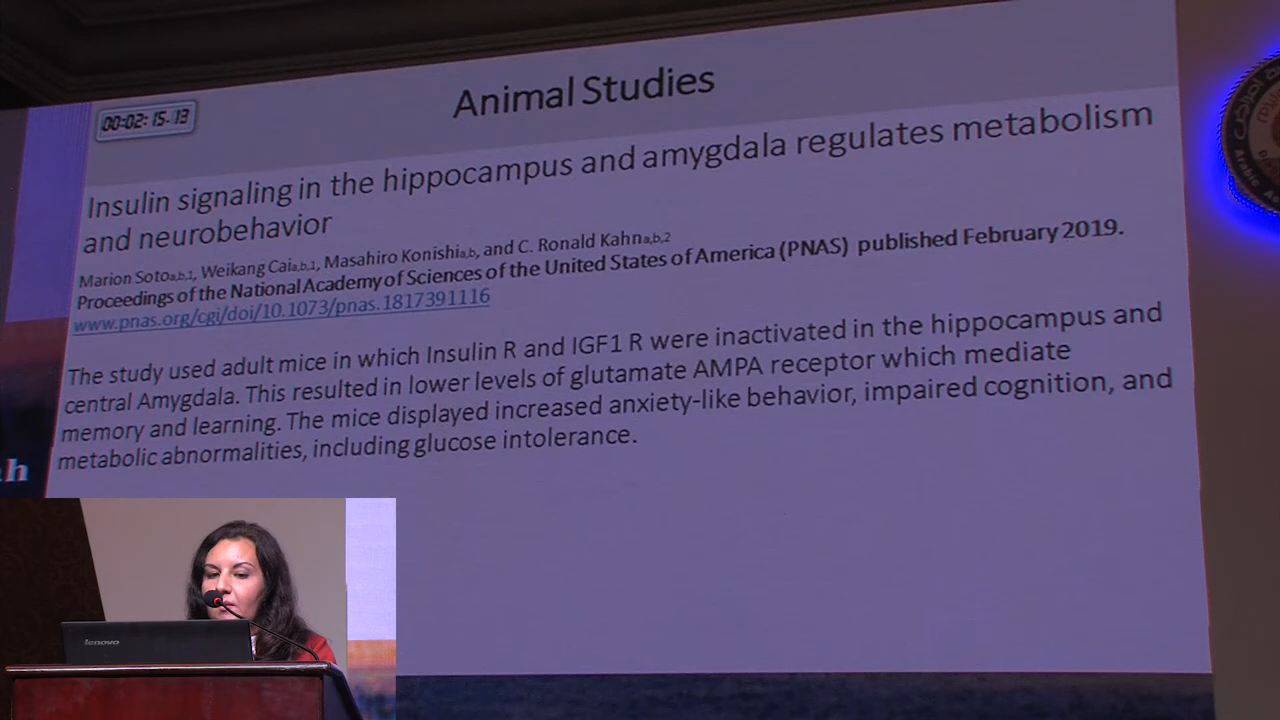 Animal Studies
00:02:15.13
Insulin signaling in the hippocampus and amygdala regulates metabolism
and neurobehavior
Marion Sotoa,b,1, Weikang Caia,b,1, Masahiro Konishia,b, and C. Ronald Kahna,b,2
Proceedings of the National Academy of Sciences of the United States of America (PNAS) published February 2019.
www.pnas.org/cgi/doi/10.1073/pnas.1817391116
The study used adult mice in which Insulin R and IGF1 R were inactivated in the hippocampus and
central Amygdala. This resulted in lower levels of glutamate AMPA receptor which mediate
memory and learning. The mice displayed increased anxiety-like behavior, impaired cognition, and
metabolic abnormalities, including glucose intolerance.
lenovo